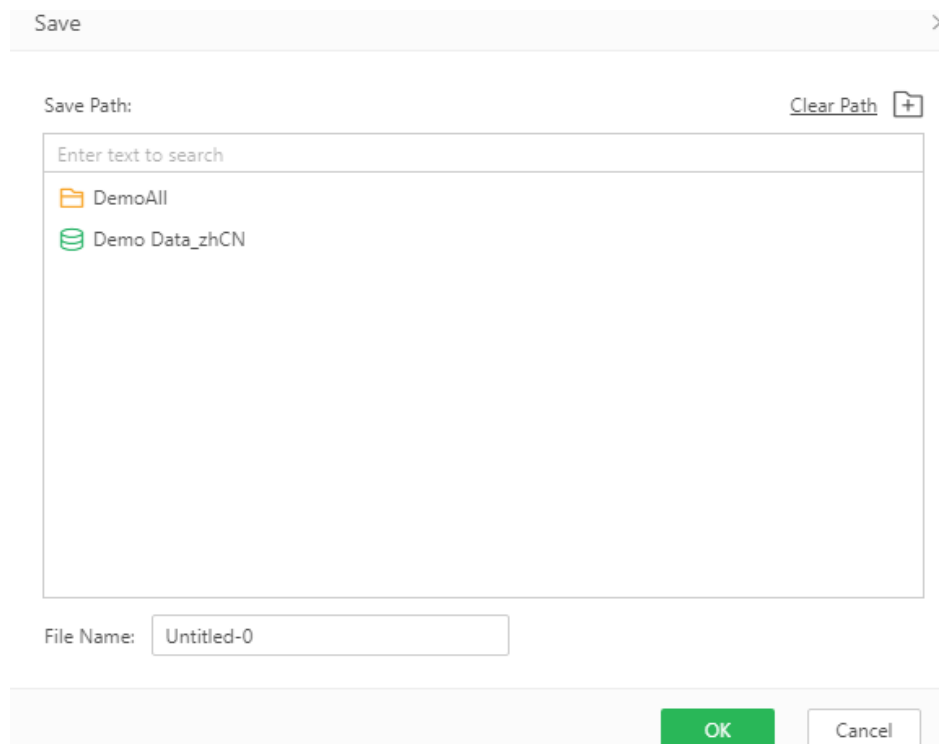 Save
Save Path: Clear Path
Enter text to search
DemoAll
Demo Data_zhCN
File Name: Untitled-0
OK Cancel